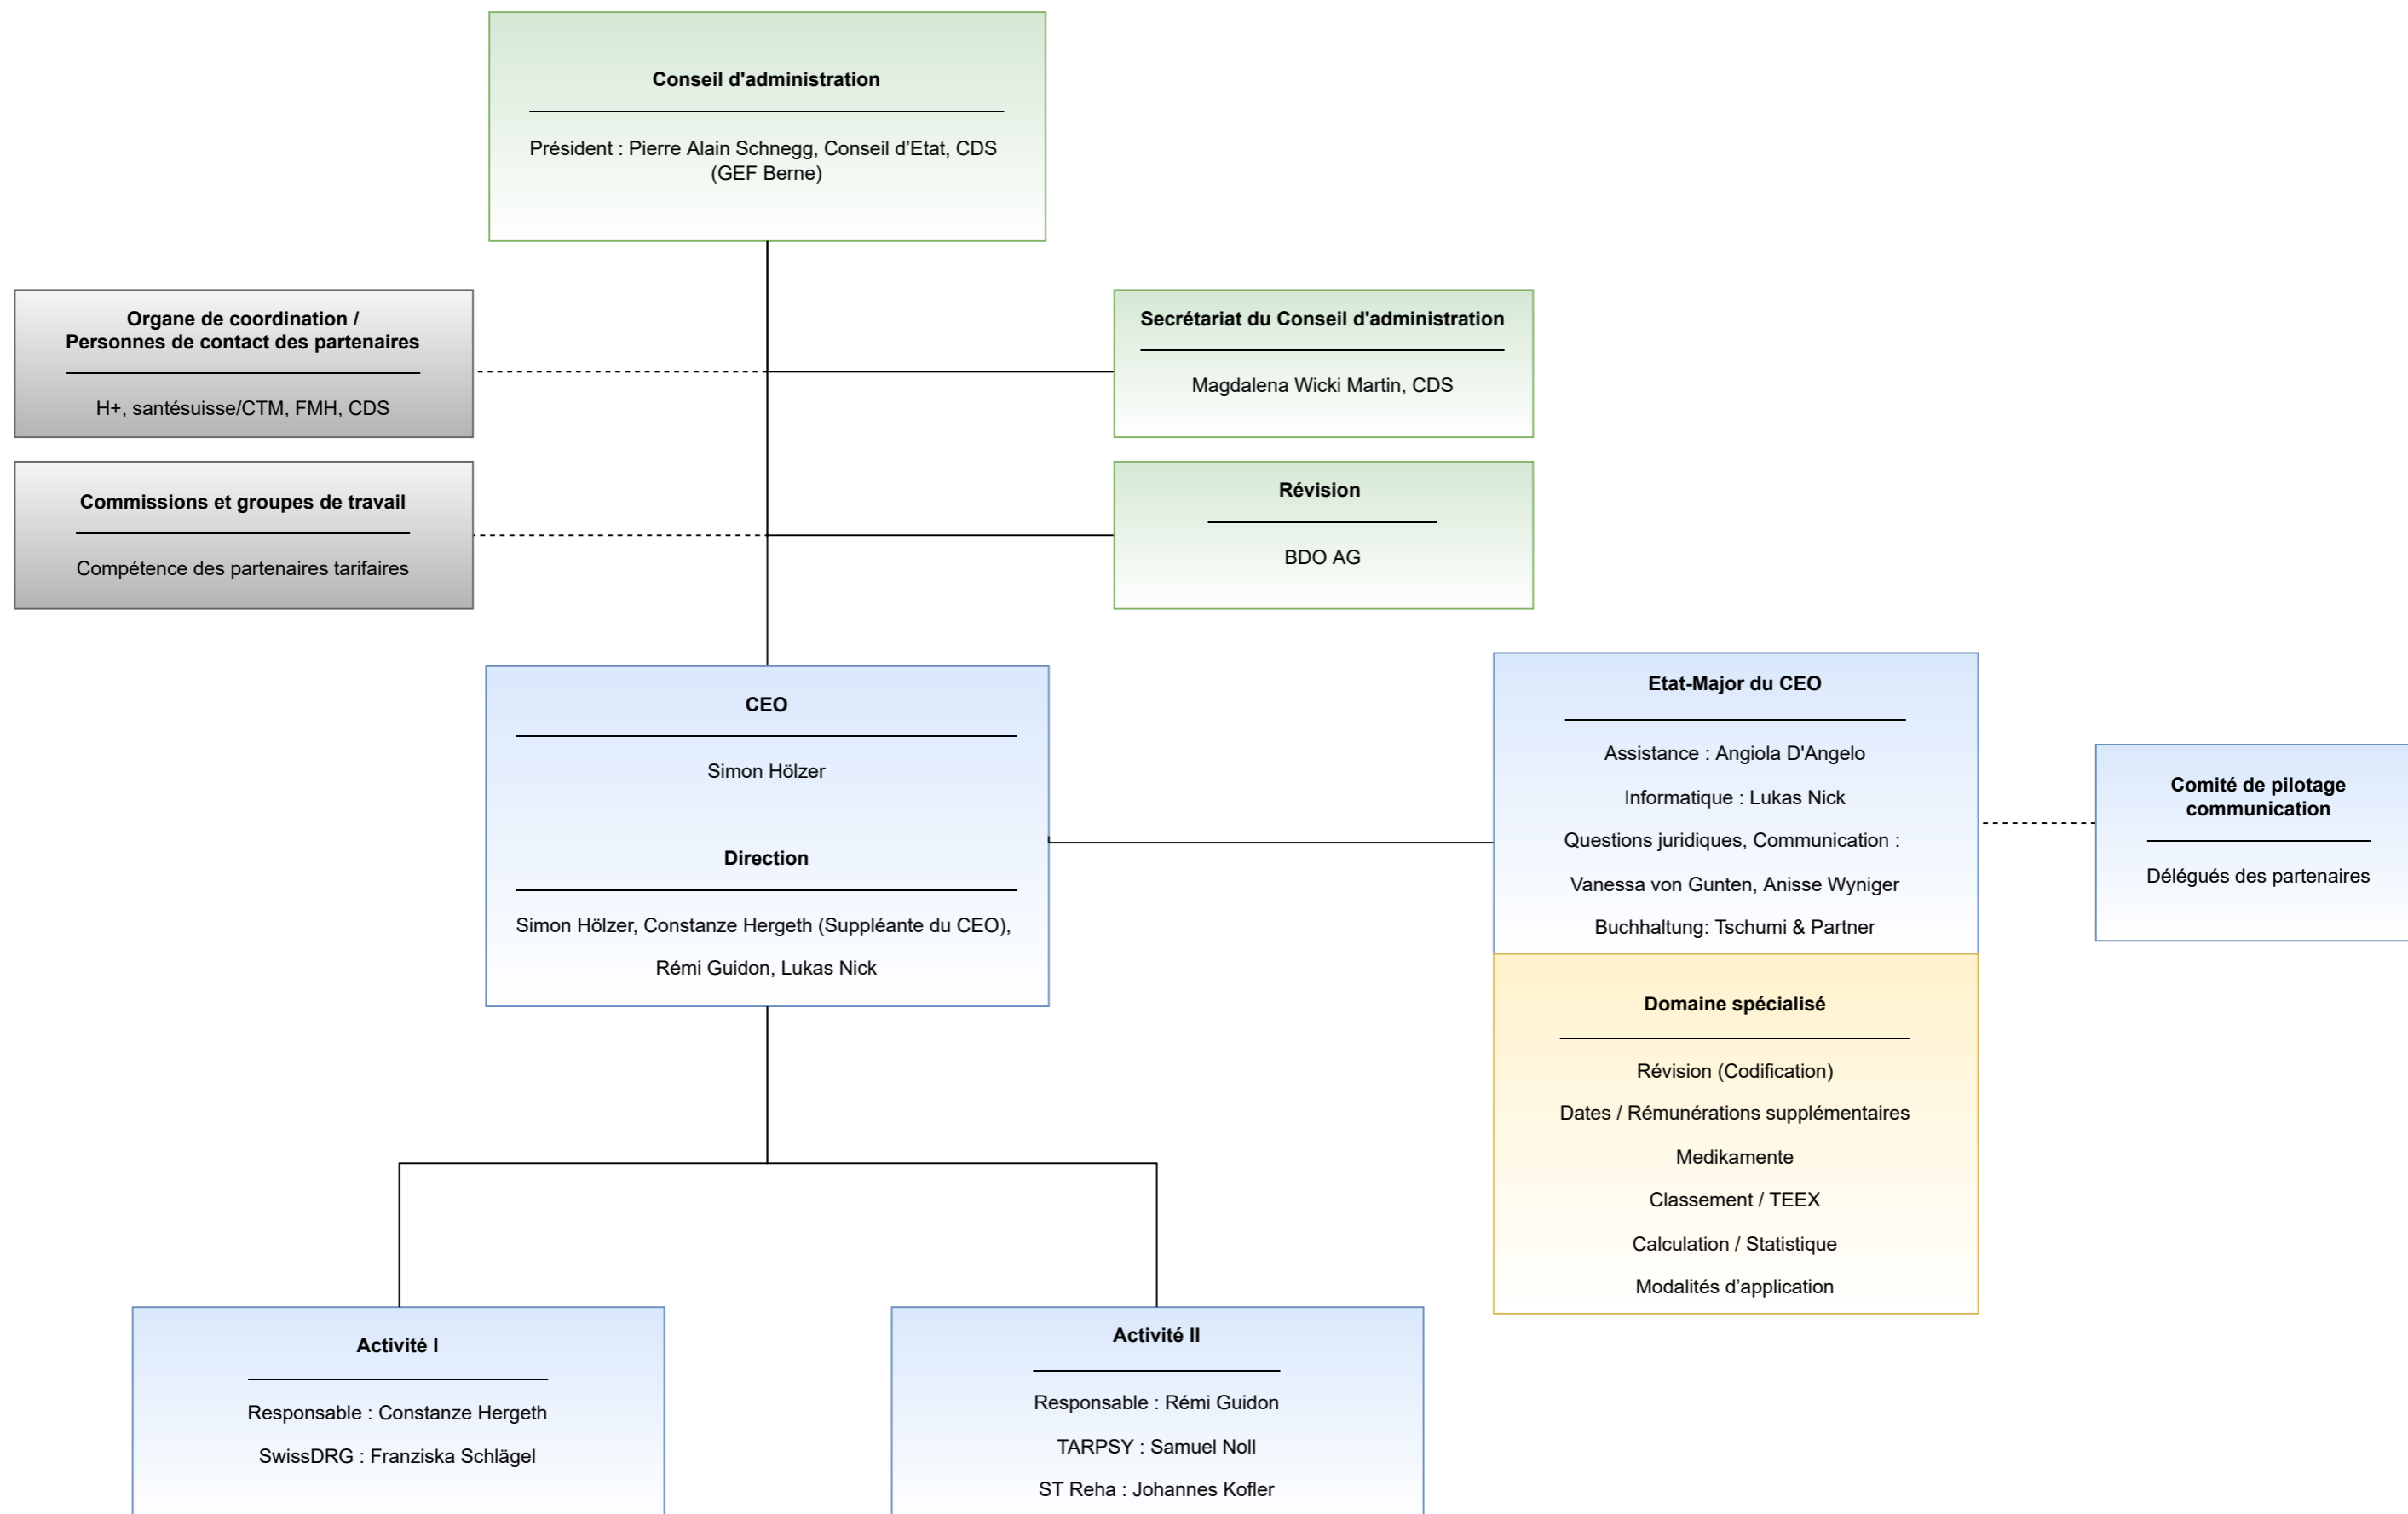 Conseil d'administration
Président : Pierre Alain Schnegg, Conseil d’Etat, CDS
(GEF Berne)
Organe de coordination /
Personnes de contact des partenaires
H+, santésuisse/CTM, FMH, CDS
Secrétariat du Conseil d'administration
Magdalena Wicki Martin, CDS
Commissions et groupes de travail
Compétence des partenaires tarifaires
Révision
BDO AG
CEO
Simon Hölzer
Direction
Simon Hölzer, Constanze Hergeth (Suppléante du CEO),
Rémi Guidon, Lukas Nick
Etat-Major du CEO
Assistance : Angiola D'Angelo
Informatique : Lukas Nick
Questions juridiques, Communication :
Vanessa von Gunten, Anisse Wyniger
Buchhaltung: Tschumi & Partner
Comité de pilotage
communication
Délégués des partenaires
Domaine spécialisé
Révision (Codification)
Dates / Rémunérations supplémentaires
Medikamente
Classement / TEEX
Calculation / Statistique
Modalités d’application
Activité I
Responsable : Constanze Hergeth
SwissDRG : Franziska Schlägel
Activité II
Responsable : Rémi Guidon
TARPSY : Samuel Noll
ST Reha : Johannes Kofler